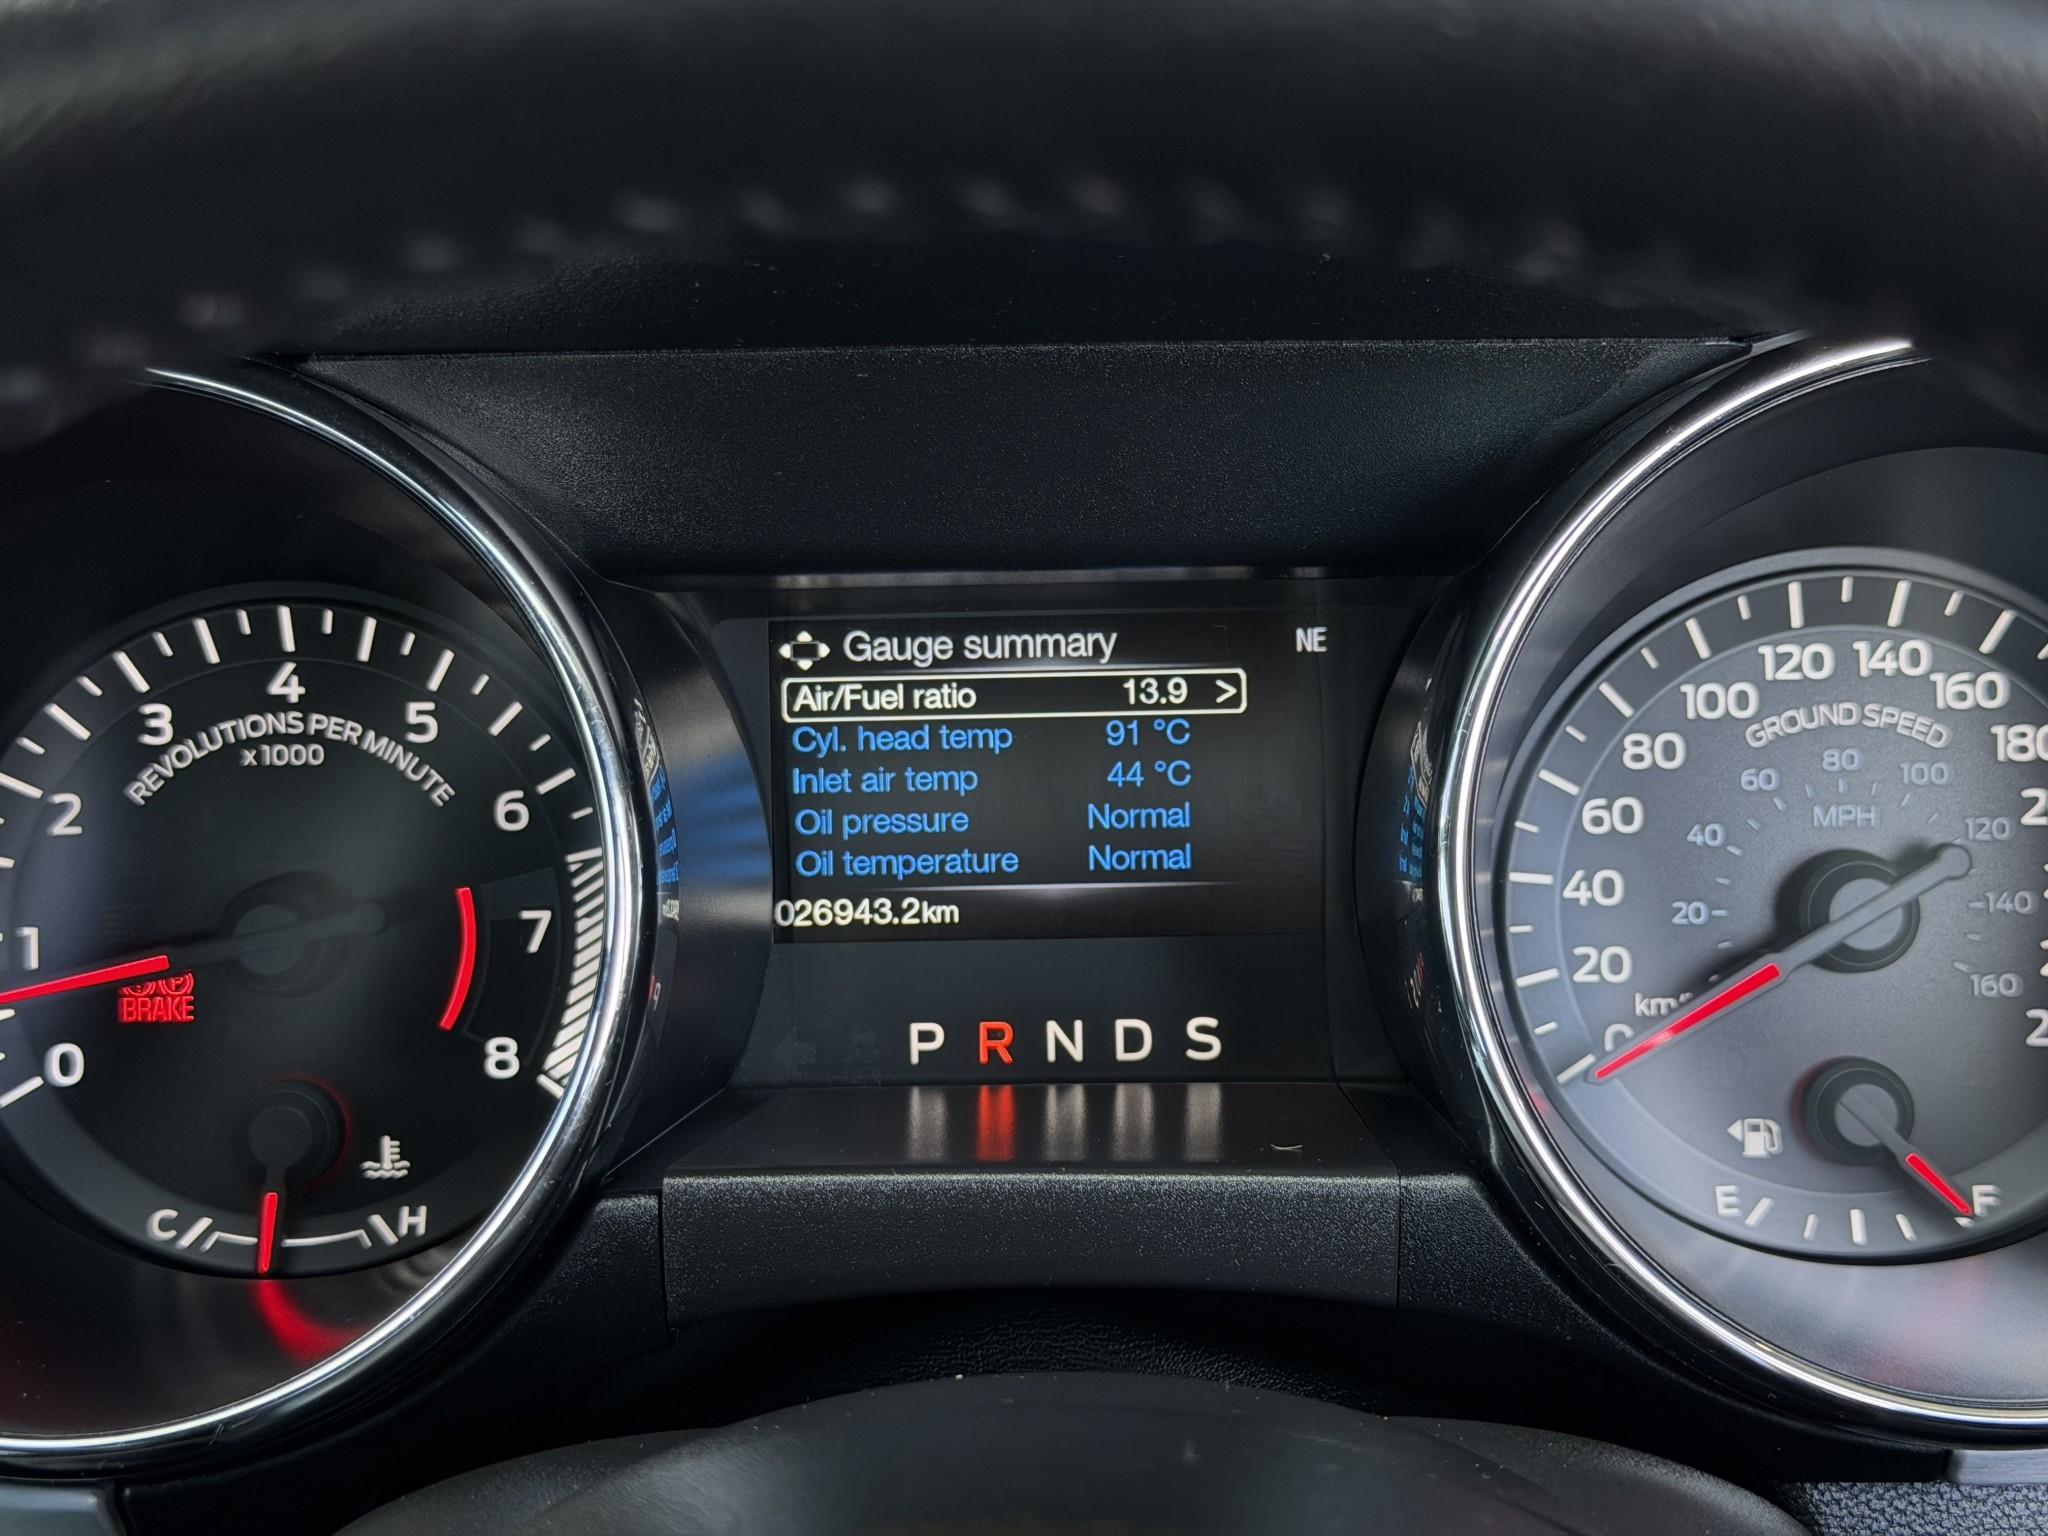 Gauge summary NE
Air/Fuel ratio 13.9 >
Cyl. head temp 91 °C
Inlet air temp 44 °C
Oil pressure Normal
Oil temperature Normal
026943.2km
P R N D S
0 1 2 3 4 5 6 7 8
REVOLUTIONS PER MINUTE
x1000
BRAKE
C H
0 20 40 60 80 100 120 140 160 180
GROUND SPEED
20 40 60 80 100 120 140 160
MPH
E F